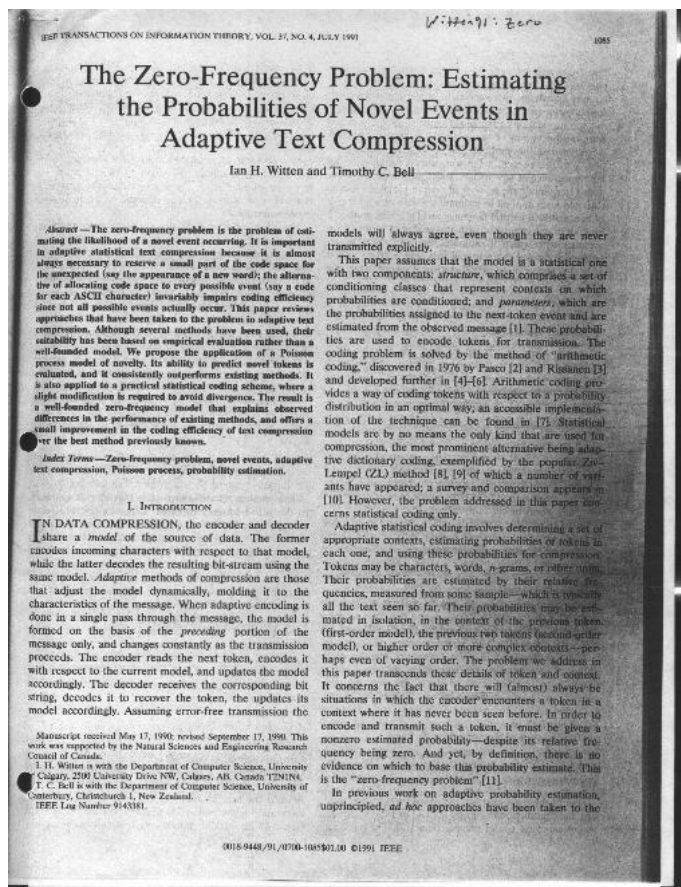 Wittengl: Zero
IEEE TRANSACTIONS ON INFORMATION THEORY, VOL. 37, NO. 4, JULY 1991
1085
The Zero-Frequency Problem: Estimating
the Probabilities of Novel Events in
Adaptive Text Compression
Ian H. Witten and Timothy C. Bell
Abstract—The zero-frequency problem is the problem of esti-
mating the likelihood of a novel event occurring. It is important
in adaptive statistical text compression because it is almost
always necessary to reserve a small part of the code space for
the unexpected (say the appearance of a new word); the alterna-
tive of allocating code space to every possible event (say a code
for each ASCII character) invariably impairs coding efficiency
since not all possible events actually occur. This paper reviews
approaches that have been taken to the problem in adaptive text
compression. Although several methods have been used, their
suitability has been based on empirical evaluation rather than a
well-founded model. We propose the application of a Poisson
process model of novelty. Its ability to predict novel tokens is
evaluated, and it consistently outperforms existing methods. It
is also applied to a practical statistical coding scheme, where a
slight modification is required to avoid divergence. The result is
a well-founded zero-frequency model that explains observed
differences in the performance of existing methods, and offers a
small improvement in the coding efficiency of text compression
over the best method previously known.
Index Terms—Zero-frequency problem, novel events, adaptive
text compression, Poisson process, probability estimation.
I. INTRODUCTION
IN DATA COMPRESSION, the encoder and decoder
share a model of the source of data. The former
encodes incoming characters with respect to that model,
while the latter decodes the resulting bit-stream using the
same model. Adaptive methods of compression are those
that adjust the model dynamically, molding it to the
characteristics of the message. When adaptive encoding is
done in a single pass through the message, the model is
formed on the basis of the preceding portion of the
message only, and changes constantly as the transmission
proceeds. The encoder reads the next token, encodes it
with respect to the current model, and updates the model
accordingly. The decoder receives the corresponding bit
string, decodes it to recover the token, the updates its
model accordingly. Assuming error-free transmission the
Manuscript received May 17, 1990; revised September 17, 1990. This
work was supported by the Natural Sciences and Engineering Research
Council of Canada.
I. H. Witten is with the Department of Computer Science, University
of Calgary, 2500 University Drive NW, Calgary, AB, Canada T2N1N4.
T. C. Bell is with the Department of Computer Science, University of
Canterbury, Christchurch 1, New Zealand.
IEEE Log Number 9143381.
models will always agree, even though they are never
transmitted explicitly.
This paper assumes that the model is a statistical one
with two components: structure, which comprises a set of
conditioning classes that represent contexts on which
probabilities are conditioned; and parameters, which are
the probabilities assigned to the next-token event and are
estimated from the observed message [1]. These probabili-
ties are used to encode tokens for transmission. The
coding problem is solved by the method of "arithmetic
coding," discovered in 1976 by Pasco [2] and Rissanen [3]
and developed further in [4]–[6]. Arithmetic coding pro-
vides a way of coding tokens with respect to a probability
distribution in an optimal way; an accessible implementa-
tion of the technique can be found in [7]. Statistical
models are by no means the only kind that are used for
compression, the most prominent alternative being adap-
tive dictionary coding, exemplified by the popular Ziv-
Lempel (ZL) method [8], [9] of which a number of vari-
ants have appeared; a survey and comparison appears in
[10]. However, the problem addressed in this paper con-
cerns statistical coding only.
Adaptive statistical coding involves determining a set of
appropriate contexts, estimating probabilities of tokens in
each one, and using these probabilities for compression.
Tokens may be characters, words, n-grams, or other units.
Their probabilities are estimated by their relative fre-
quencies, measured from some sample—which is typically
all the text seen so far. Their probabilities may be esti-
mated in isolation, in the context of the previous token
(first-order model), the previous two tokens (second-order
model), or higher order or more complex contexts—per-
haps even of varying order. The problem we address in
this paper transcends these details of token and context.
It concerns the fact that there will (almost) always be
situations in which the encoder encounters a token in a
context where it has never been seen before. In order to
encode and transmit such a token, it must be given a
nonzero estimated probability—despite its relative fre-
quency being zero. And yet, by definition, there is no
evidence on which to base this probability estimate. This
is the "zero-frequency problem" [11].
In previous work on adaptive probability estimation,
unprincipled, ad hoc approaches have been taken to the
0018-9448/91/0700-1085$01.00 ©1991 IEEE